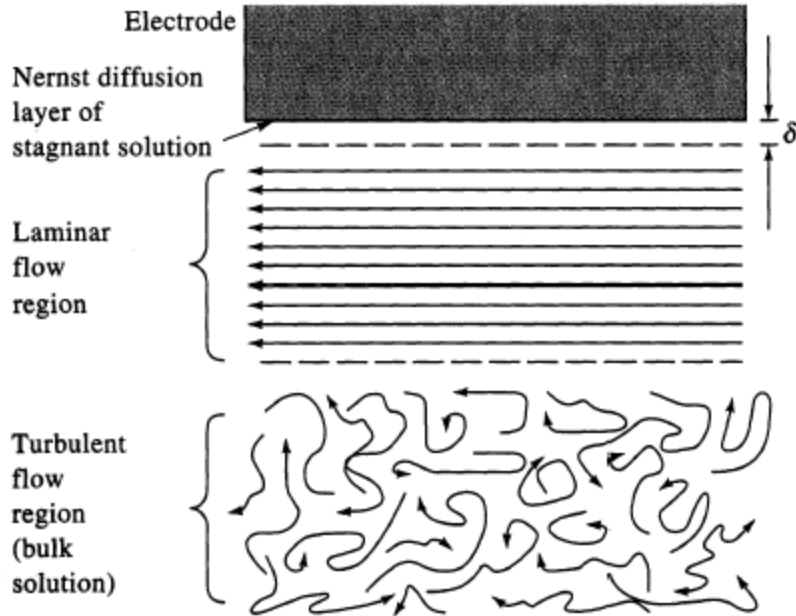 Electrode
Nernst diffusion
layer of
stagnant solution
δ
Laminar
flow
region
Turbulent
flow
region
(bulk
solution)